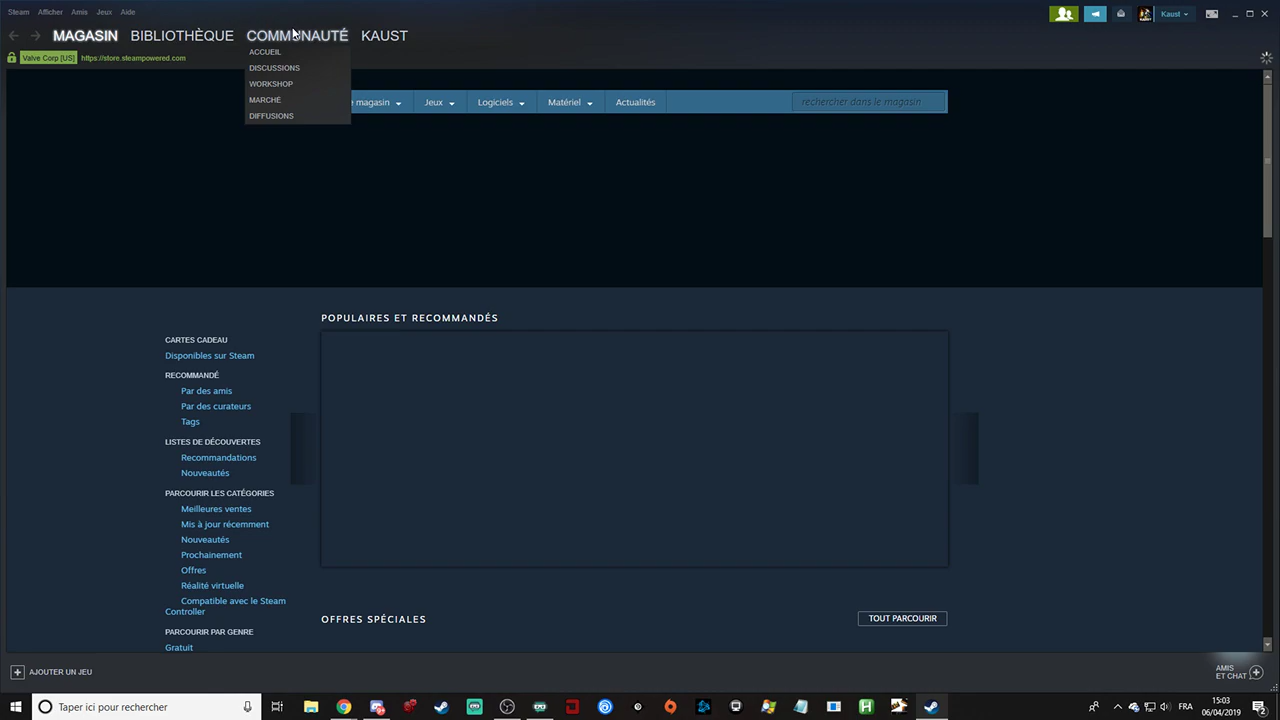 Steam Afficher Amis Jeux Aide
Kaust
MAGASIN BIBLIOTHÈQUE COMMUNAUTÉ KAUST
Valve Corp [US] https://store.steampowered.com
ACCUEIL
DISCUSSIONS
WORKSHOP
MARCHÉ
DIFFUSIONS
magasin Jeux Logiciels Matériel Actualités rechercher dans le magasin
POPULAIRES ET RECOMMANDÉS
CARTES CADEAU
Disponibles sur Steam
RECOMMANDÉ
Par des amis
Par des curateurs
Tags
LISTES DE DÉCOUVERTES
Recommandations
Nouveautés
PARCOURIR LES CATÉGORIES
Meilleures ventes
Mis à jour récemment
Nouveautés
Prochainement
Offres
Réalité virtuelle
Compatible avec le Steam
Controller
PARCOURIR PAR GENRE
Gratuit
OFFRES SPÉCIALES
TOUT PARCOURIR
AJOUTER UN JEU
AMIS
ET CHAT
Taper ici pour rechercher
FRA
15:03
06/04/2019
2